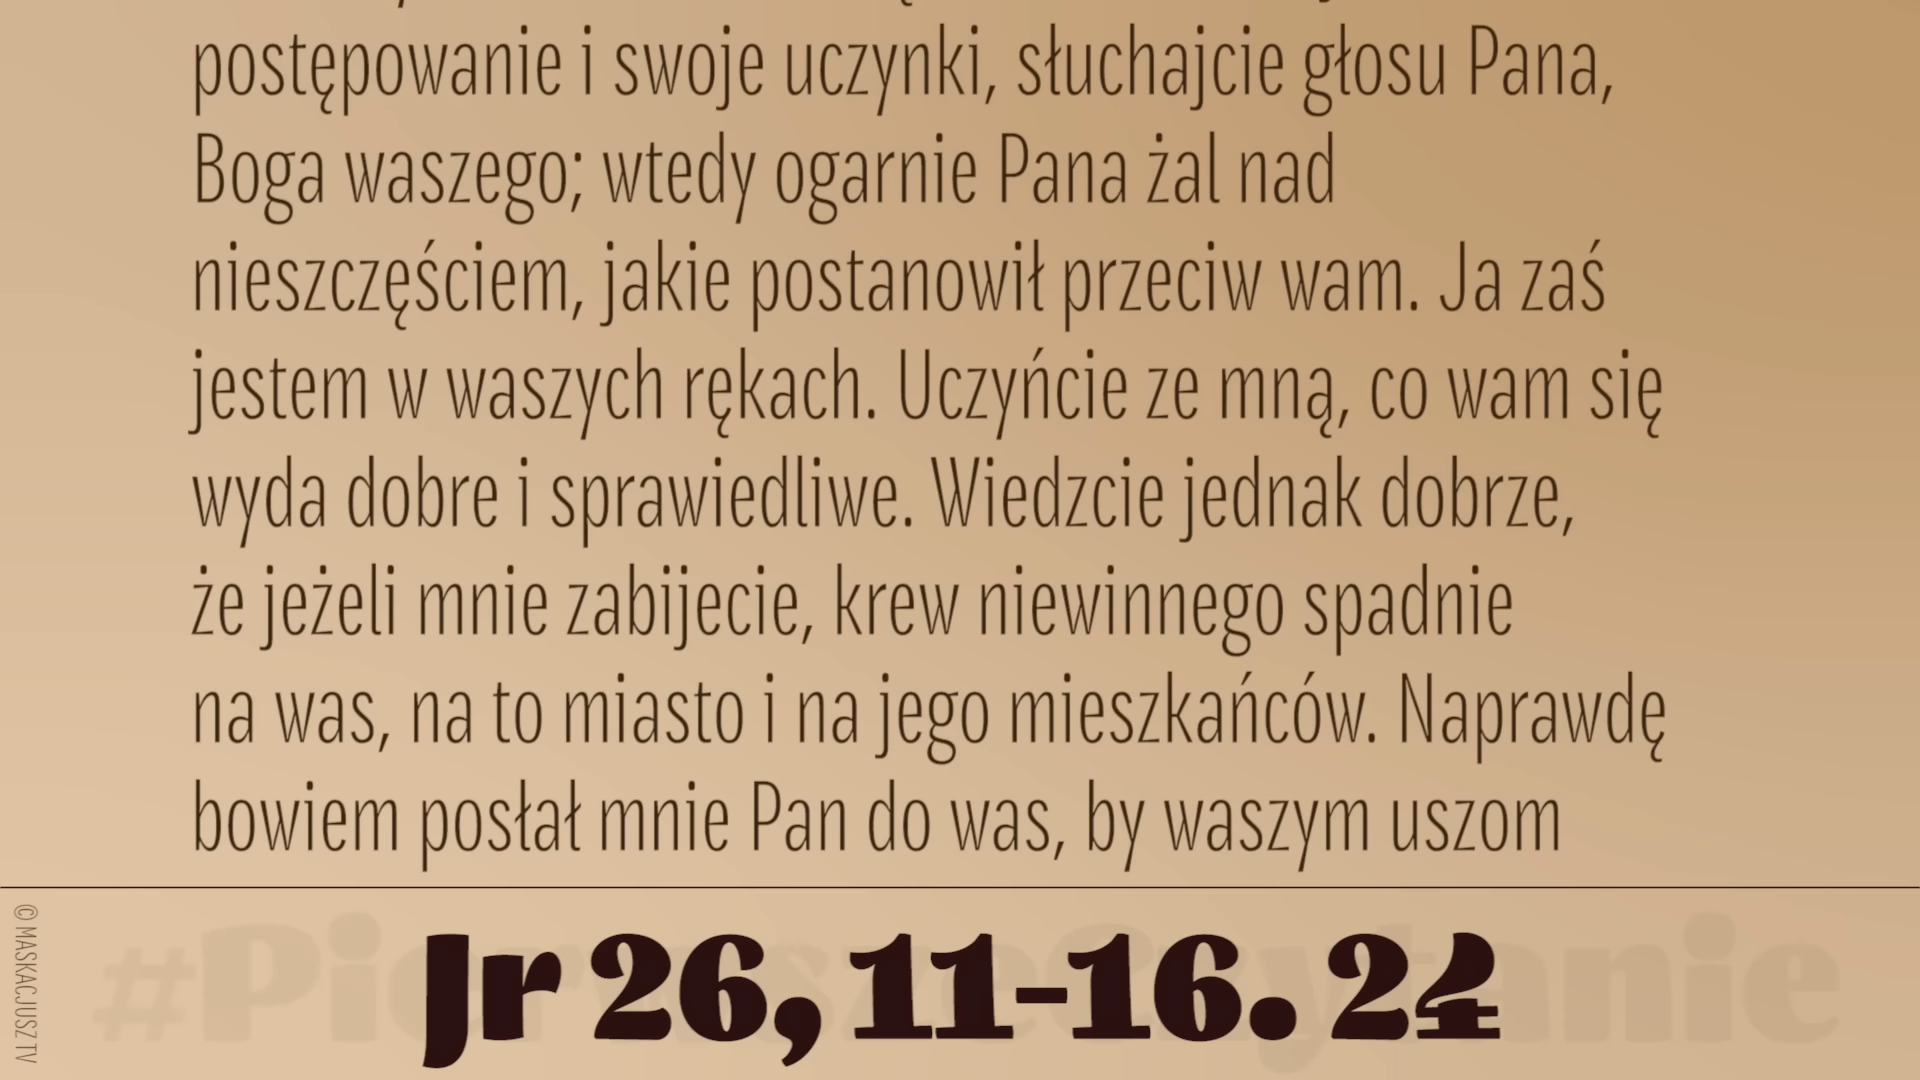 postępowanie i swoje uczynki, słuchajcie głosu Pana,
Boga waszego; wtedy ogarnie Pana żal nad
nieszczęściem, jakie postanowił przeciw wam. Ja zaś
jestem w waszych rękach. Uczyńcie ze mną, co wam się
wyda dobre i sprawiedliwe. Wiedzcie jednak dobrze,
że jeżeli mnie zabijecie, krew niewinnego spadnie
na was, na to miasto i na jego mieszkańców. Naprawdę
bowiem posłał mnie Pan do was, by waszym uszom
#PierwszeCzytanie
Jr 26, 11-16. 24
© MASKACJUSZ TV